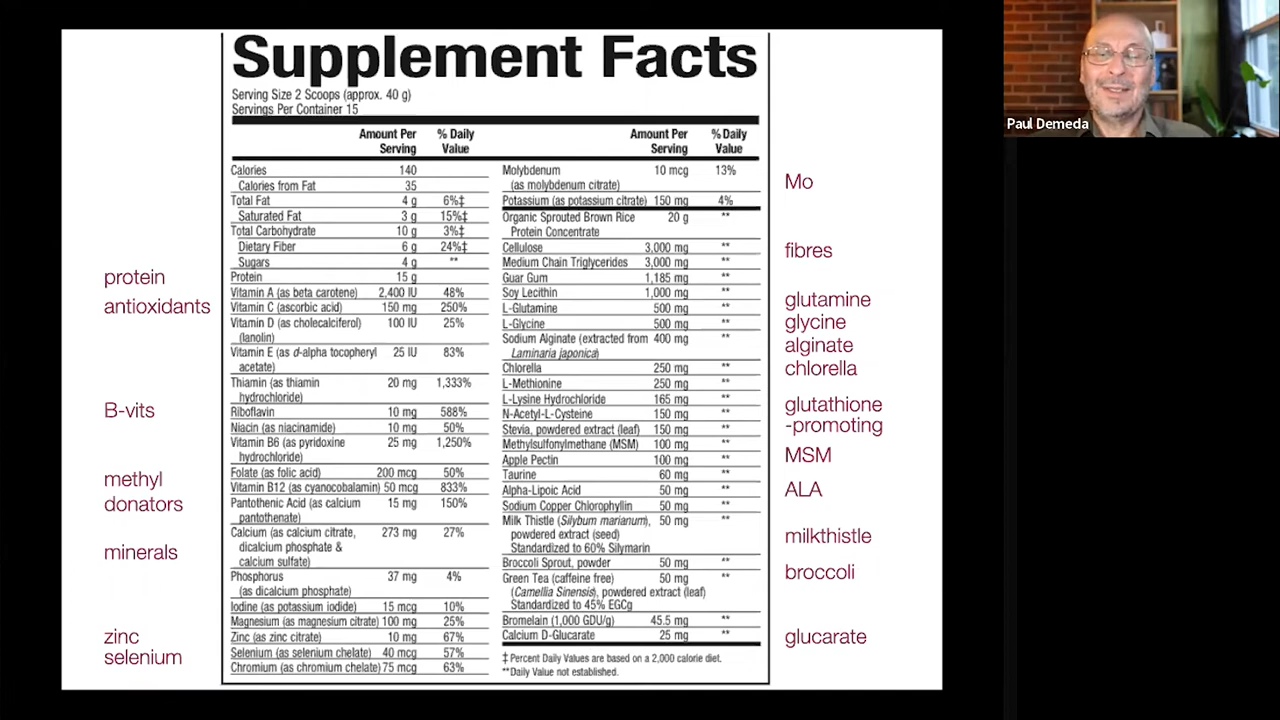 Supplement Facts
Serving Size 2 Scoops (approx. 40 g)
Servings Per Container 15
Amount Per Serving % Daily Value
Calories 140
Calories from Fat 35
Total Fat 4 g 6%‡
Saturated Fat 3 g 15%‡
Total Carbohydrate 10 g 3%‡
Dietary Fiber 6 g 24%‡
Sugars 4 g **
Protein 15 g
Vitamin A (as beta carotene) 2,400 IU 48%
Vitamin C (ascorbic acid) 150 mg 250%
Vitamin D (as cholecalciferol) 100 IU 25%
(lanolin)
Vitamin E (as d-alpha tocopheryl 25 IU 83%
acetate)
Thiamin (as thiamin 20 mg 1,333%
hydrochloride)
Riboflavin 10 mg 588%
Niacin (as niacinamide) 10 mg 50%
Vitamin B6 (as pyridoxine 25 mg 1,250%
hydrochloride)
Folate (as folic acid) 200 mcg 50%
Vitamin B12 (as cyanocobalamin) 50 mcg 833%
Pantothenic Acid (as calcium 15 mg 150%
pantothenate)
Calcium (as calcium citrate, 273 mg 27%
dicalcium phosphate &
calcium sulfate)
Phosphorus 37 mg 4%
(as dicalcium phosphate)
Iodine (as potassium iodide) 15 mcg 10%
Magnesium (as magnesium citrate) 100 mg 25%
Zinc (as zinc citrate) 10 mg 67%
Selenium (as selenium chelate) 40 mcg 57%
Chromium (as chromium chelate) 75 mcg 63%
Amount Per Serving % Daily Value
Molybdenum 10 mcg 13%
(as molybdenum citrate)
Potassium (as potassium citrate) 150 mg 4%
Organic Sprouted Brown Rice 20 g **
Protein Concentrate
Cellulose 3,000 mg **
Medium Chain Triglycerides 3,000 mg **
Guar Gum 1,185 mg **
Soy Lecithin 1,000 mg **
L-Glutamine 500 mg **
L-Glycine 500 mg **
Sodium Alginate (extracted from 400 mg **
Laminaria japonica)
Chlorella 250 mg **
L-Methionine 250 mg **
L-Lysine Hydrochloride 165 mg **
N-Acetyl-L-Cysteine 150 mg **
Stevia, powdered extract (leaf) 150 mg **
Methylsulfonylmethane (MSM) 100 mg **
Apple Pectin 100 mg **
Taurine 60 mg **
Alpha-Lipoic Acid 50 mg **
Sodium Copper Chlorophyllin 50 mg **
Milk Thistle (Silybum marianum), 50 mg **
powdered extract (seed)
Standardized to 60% Silymarin
Broccoli Sprout, powder 50 mg **
Green Tea (caffeine free) 50 mg **
(Camellia Sinensis), powdered extract (leaf)
Standardized to 45% EGCg
Bromelain (1,000 GDU/g) 45.5 mg **
Calcium D-Glucarate 25 mg **
‡ Percent Daily Values are based on a 2,000 calorie diet.
**Daily Value not established.
protein
antioxidants
B-vits
methyl
donators
minerals
zinc
selenium
Mo
fibres
glutamine
glycine
alginate
chlorella
glutathione
-promoting
MSM
ALA
milkthistle
broccoli
glucarate
Paul Demeda